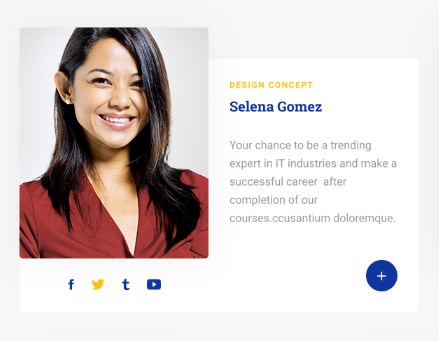 DESIGN CONCEPT
Selena Gomez
Your chance to be a trending
expert in IT industries and make a
successful career after
completion of our
courses.ccusantium doloremque.